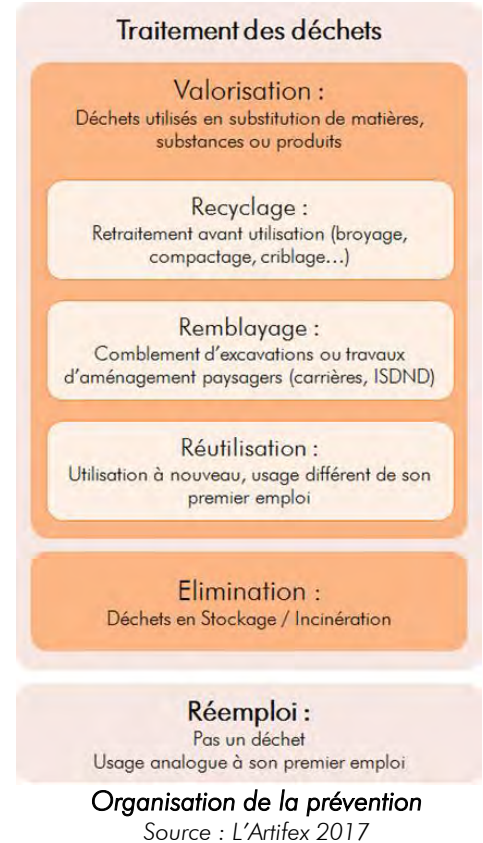 Traitement des déchets
Valorisation :
Déchets utilisés en substitution de matières,
substances ou produits
Recyclage :
Retraitement avant utilisation (broyage,
compactage, criblage...)
Remblayage :
Comblement d'excavations ou travaux
d'aménagement paysagers (carrières, ISDND)
Réutilisation :
Utilisation à nouveau, usage différent de son
premier emploi
Elimination :
Déchets en Stockage / Incinération
Réemploi :
Pas un déchet
Usage analogue à son premier emploi
Organisation de la prévention
Source : L'Artifex 2017